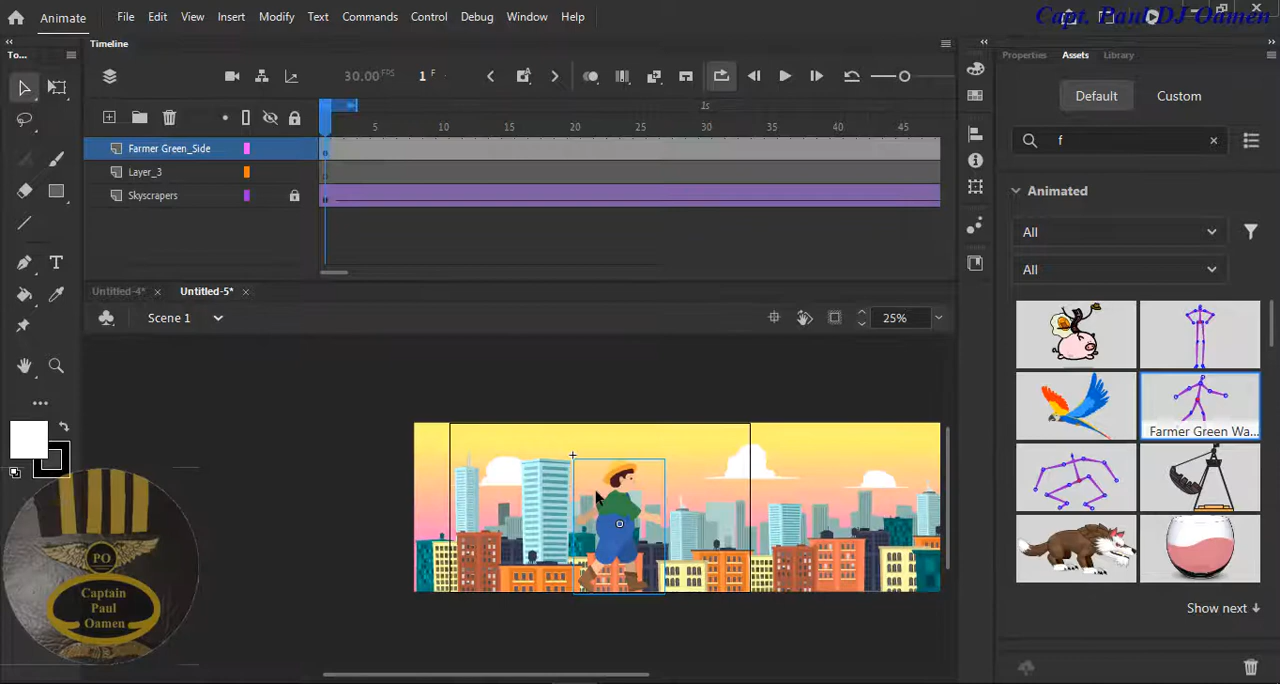 Animate
File Edit View Insert Modify Text Commands Control Debug Window Help
Capt. Paul DJ Oamen
To...
Timeline
Properties Assets Library
30.00 FPS 1 F
Default Custom
1s
5 10 15 20 25 30 35 40 45
f
Farmer Green_Side
Layer_3
Skyscrapers
Animated
All
All
Untitled-4* × Untitled-5* ×
Scene 1
25%
Farmer Green Wa...
PO
Captain
Paul
Oamen
Show next